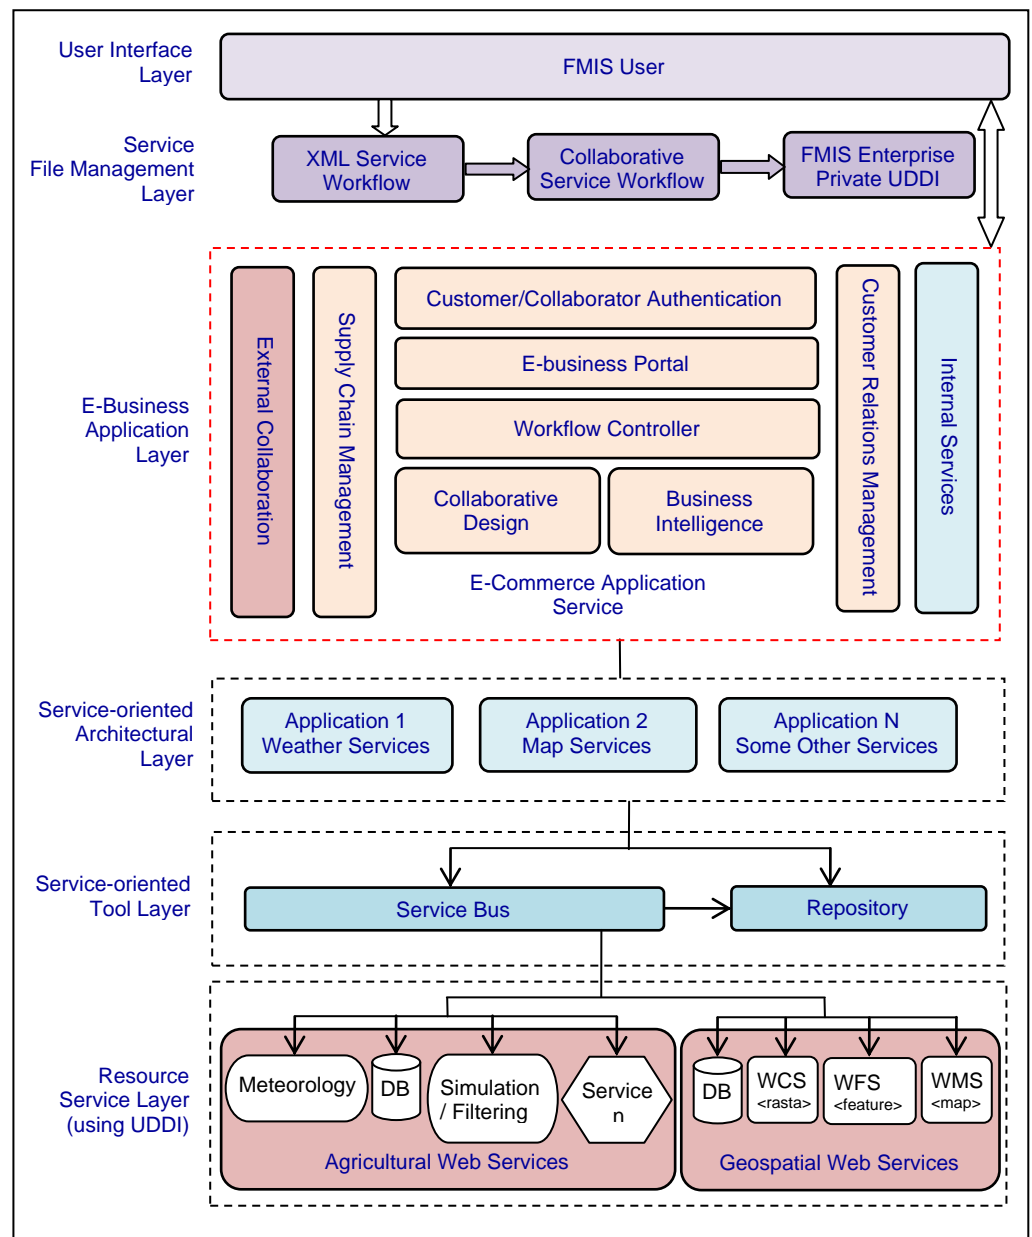 User Interface
Layer
FMIS User
Service
File Management
Layer
XML Service
Workflow
Collaborative
Service Workflow
FMIS Enterprise
Private UDDI
E-Business
Application
Layer
External Collaboration
Supply Chain Management
Customer/Collaborator Authentication
E-business Portal
Workflow Controller
Collaborative
Design
Business
Intelligence
E-Commerce Application
Service
Customer Relations Management
Internal Services
Service-oriented
Architectural
Layer
Application 1
Weather Services
Application 2
Map Services
Application N
Some Other Services
Service-oriented
Tool Layer
Service Bus
Repository
Resource
Service Layer
(using UDDI)
Meteorology
DB
Simulation
/ Filtering
Service
n
Agricultural Web Services
DB
WCS
<rasta>
WFS
<feature>
WMS
<map>
Geospatial Web Services